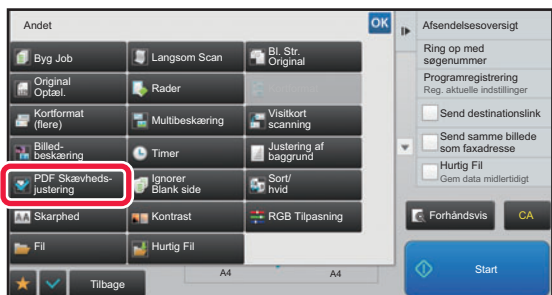 Andet
OK
Byg Job
Langsom Scan
Bl. Str.
Original
Original
Optæl.
Rader
Kortformat
(flere)
Multibeskæring
Visitkort
scanning
Billed-
beskæring
Timer
Justering af
baggrund
PDF Skævheds-
justering
Ignorer
Blank side
Sort/
hvid
AA Skarphed
Kontrast
RGB Tilpasning
Fil
Hurtig Fil
Tilbage
A4
A4
Afsendelsesoversigt
Ring op med
søgenummer
Programregistrering
Reg. aktuelle indstillinger
Send destinationslink
Send samme billede
som faxadresse
Hurtig Fil
Gem data midlertidigt
Forhåndsvis
CA
Start